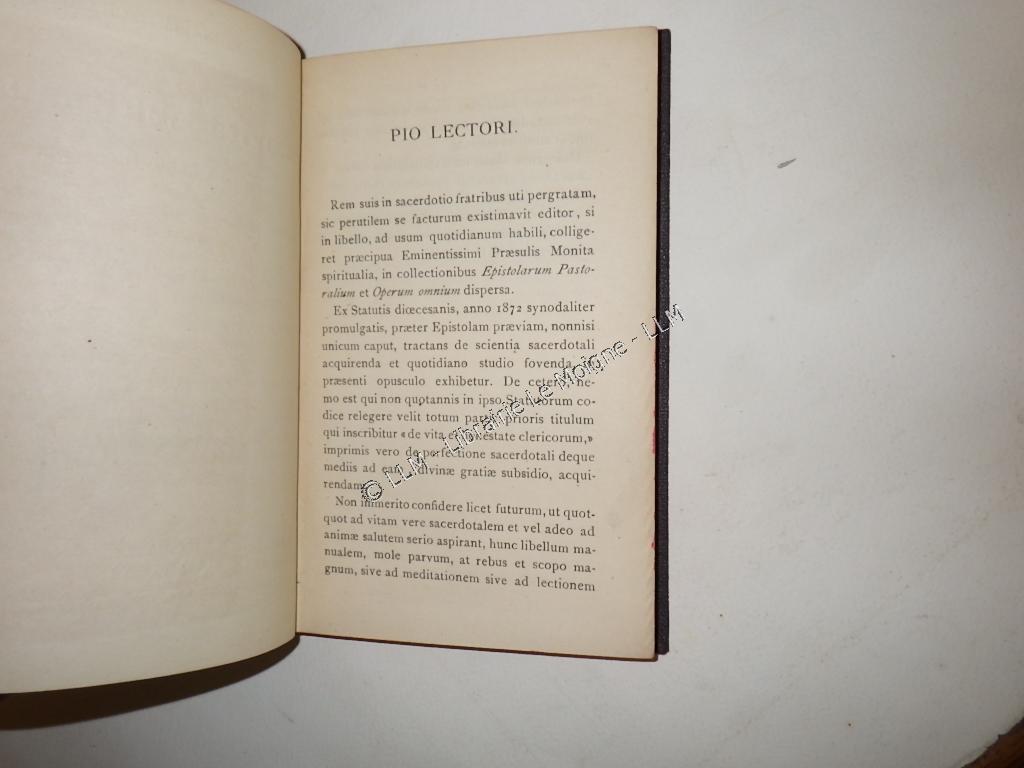 PIO LECTORI.
Rem suis in sacerdotio fratribus uti pergratam,
sic perutilem se facturum existimavit editor, si
in libello, ad usum quotidianum habili, collige-
ret præcipua Eminentissimi Præsulis Monita
spiritualia, in collectionibus Epistolarum Pasto-
ralium et Operum omnium dispersa.
Ex Statutis diœcesanis, anno 1872 synodaliter
promulgatis, præter Epistolam præviam, nonnisi
unicum caput, tractans de scientia sacerdotali
acquirenda et quotidiano studio fovenda, in
præsenti opusculo exhibetur. De cetero ne-
mo est qui non quptannis in ipso Statutorum co-
dice relegere velit totum partis prioris titulum
qui inscribitur « de vita et honestate clericorum,»
imprimis vero de perfectione sacerdotali deque
mediis ad divinæ gratiæ subsidio, acqui-
rendam
Non immerito confidere licet futurum, ut quot-
quot ad vitam vere sacerdotalem et vel adeo ad
animæ salutem serio aspirant, hunc libellum ma-
nualem, mole parvum, at rebus et scopo ma-
gnum, sive ad meditationem sive ad lectionem
© LLM - Librairie Le Moigne - LLM